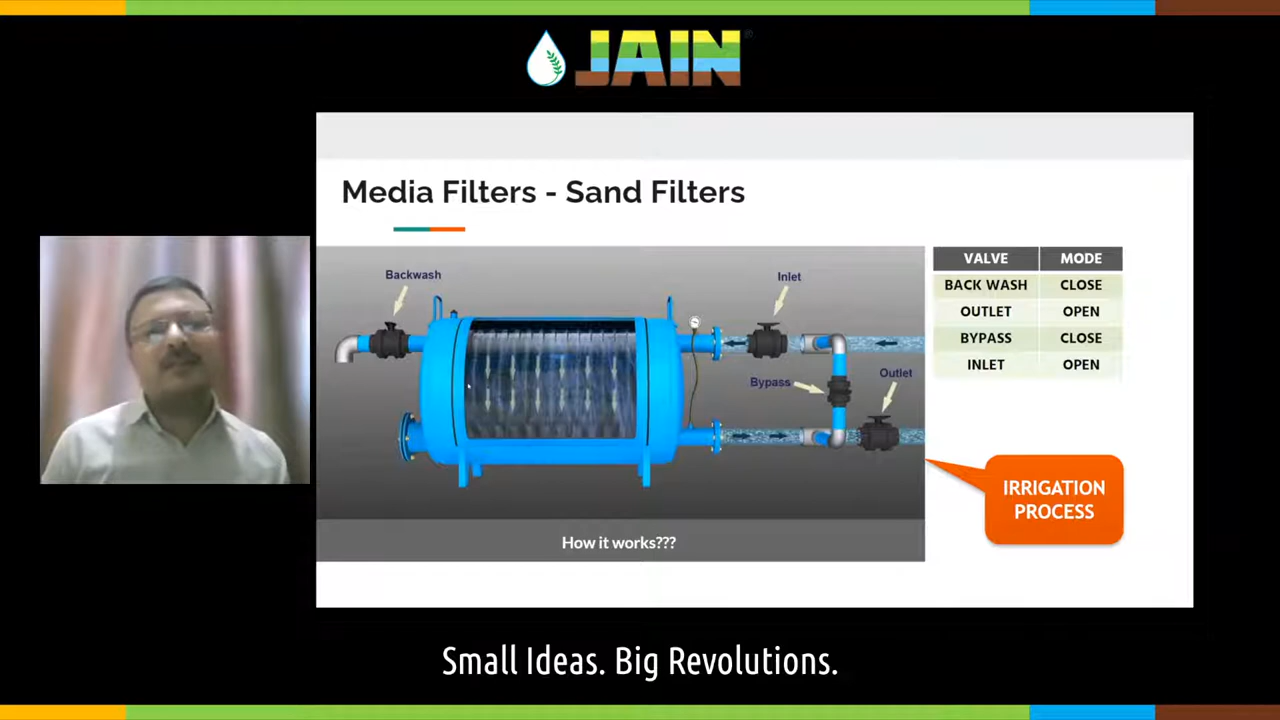 JAIN
Media Filters - Sand Filters
Backwash
Inlet
Bypass
Outlet
How it works???
VALVE MODE
BACK WASH CLOSE
OUTLET OPEN
BYPASS CLOSE
INLET OPEN
IRRIGATION
PROCESS
Small Ideas. Big Revolutions.